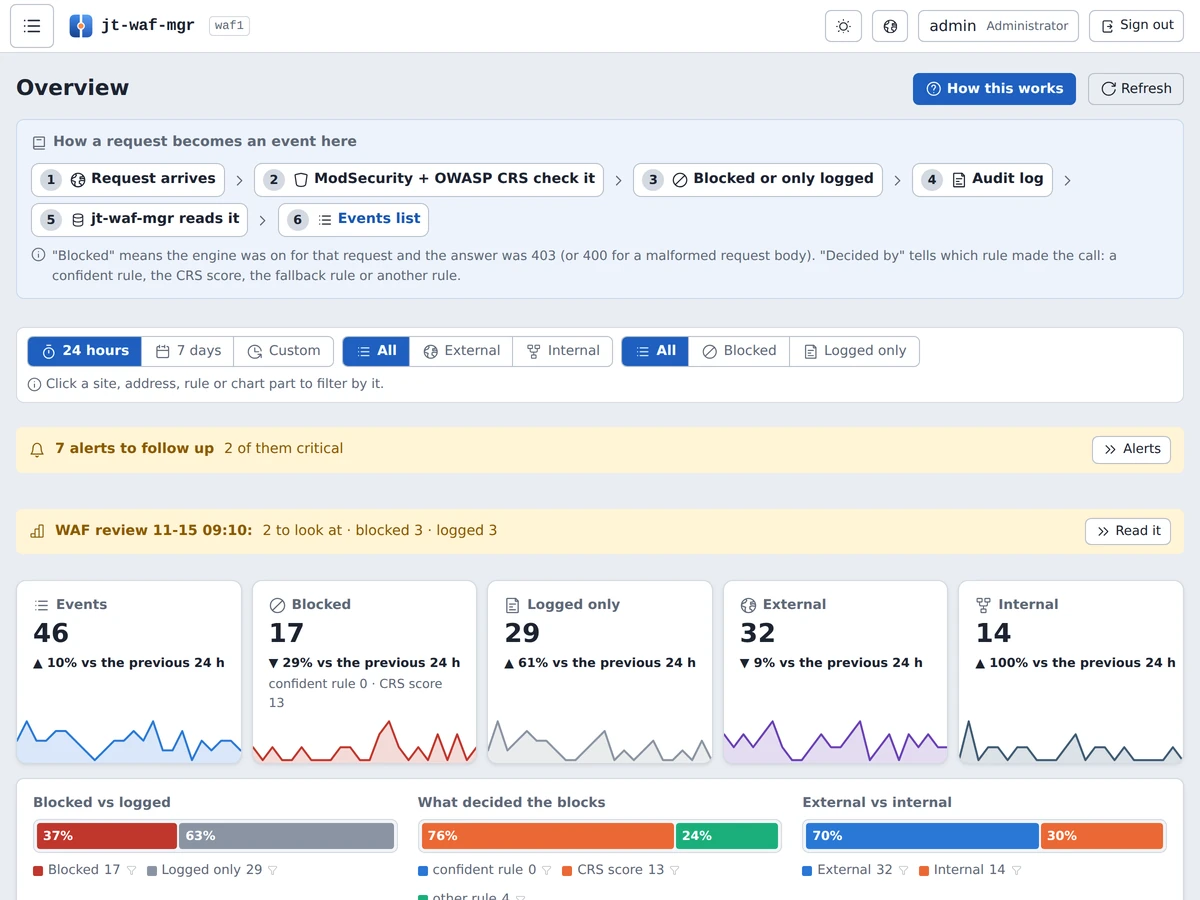 jt-waf-mgr waf1 admin Administrator Sign out
Overview How this works Refresh
How a request becomes an event here
1 Request arrives 2 ModSecurity + OWASP CRS check it 3 Blocked or only logged 4 Audit log
5 jt-waf-mgr reads it 6 Events list
"Blocked" means the engine was on for that request and the answer was 403 (or 400 for a malformed request body). "Decided by" tells which rule made the call: a
confident rule, the CRS score, the fallback rule or another rule.
24 hours 7 days Custom All External Internal All Blocked Logged only
Click a site, address, rule or chart part to filter by it.
7 alerts to follow up 2 of them critical Alerts
WAF review 11-15 09:10: 2 to look at · blocked 3 · logged 3 Read it
Events Blocked Logged only External Internal
46 17 29 32 14
▲ 10% vs the previous 24 h ▼ 29% vs the previous 24 h ▲ 61% vs the previous 24 h ▼ 9% vs the previous 24 h ▲ 100% vs the previous 24 h
confident rule 0 · CRS score
13
Blocked vs logged What decided the blocks External vs internal
37% 63% 76% 24% 70% 30%
Blocked 17 Logged only 29 confident rule 0 CRS score 13 External 32 Internal 14
other rule 4